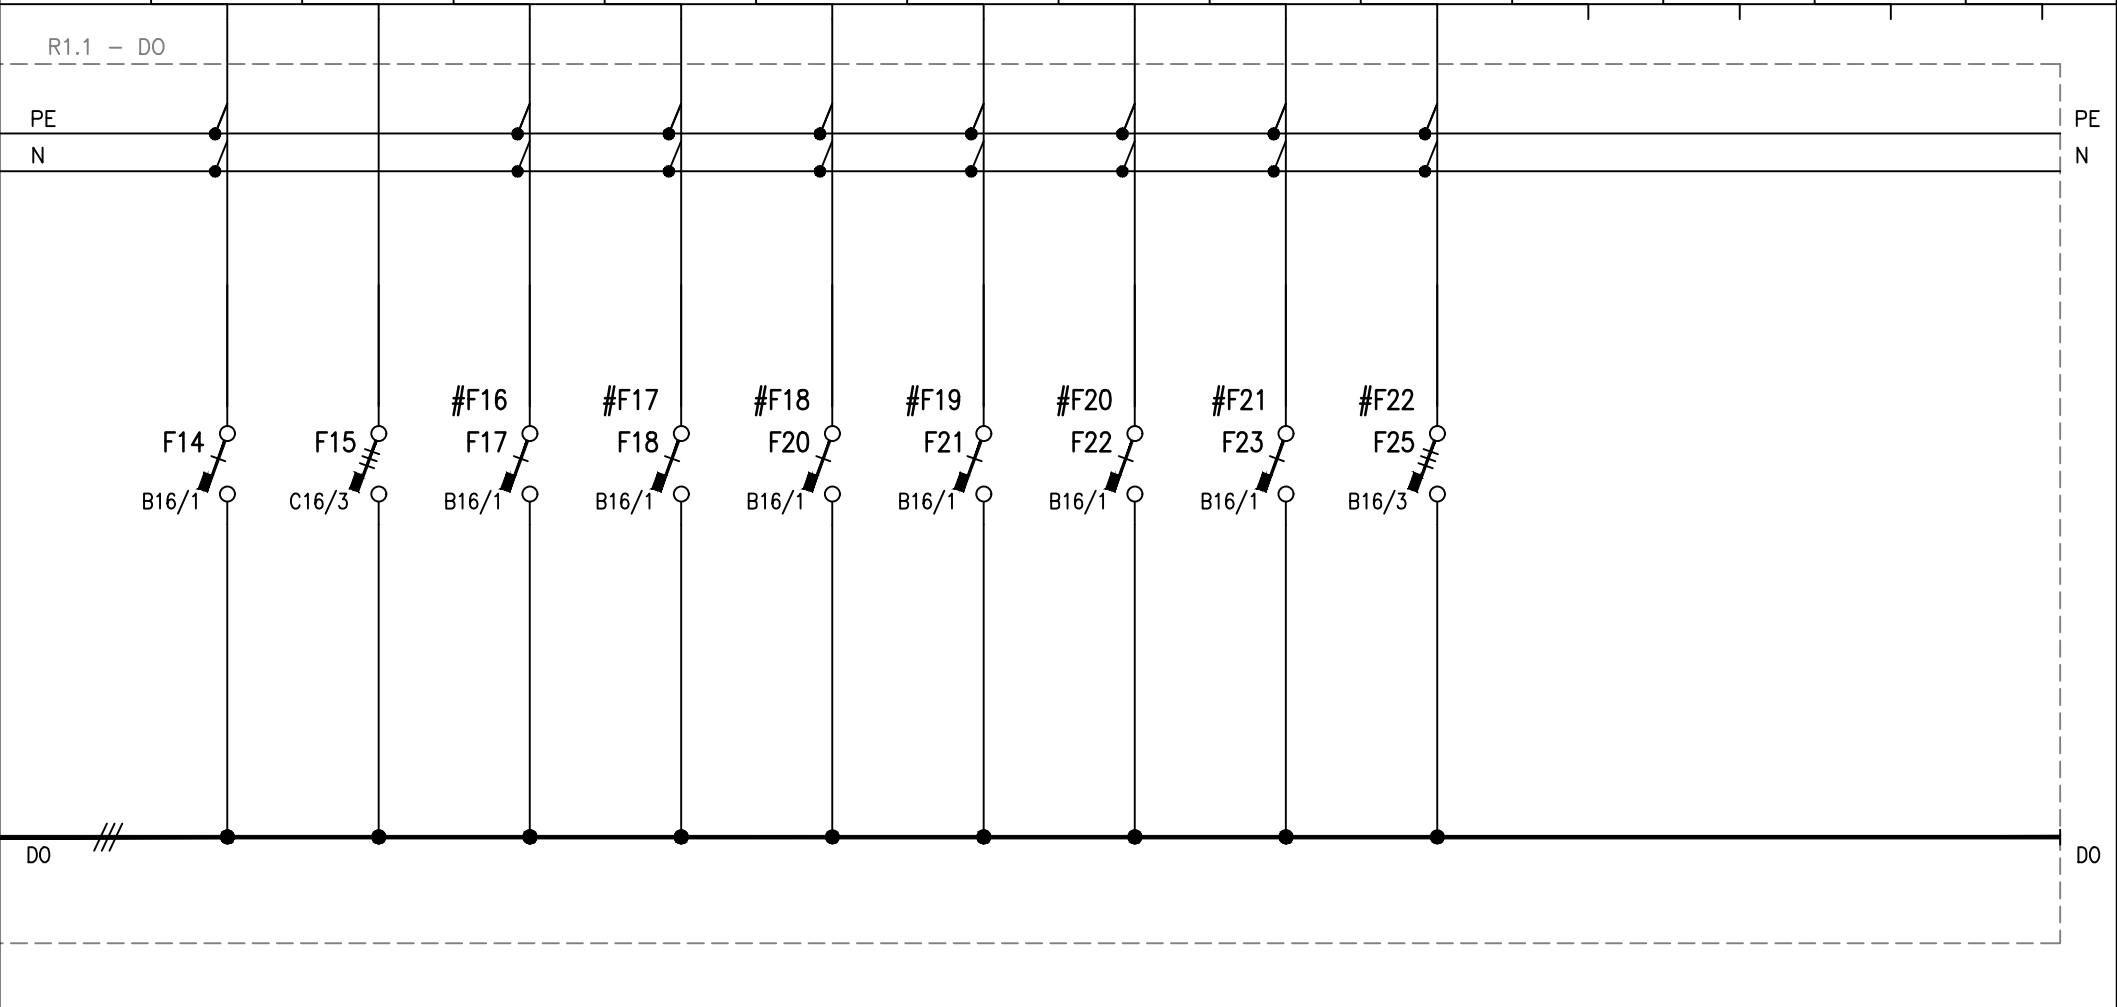 R1.1 - DO
PE PE
N N
#F16 #F17 #F18 #F19 #F20 #F21 #F22
F14 F15 F17 F18 F20 F21 F22 F23 F25
B16/1 C16/3 B16/1 B16/1 B16/1 B16/1 B16/1 B16/1 B16/3
DO DO